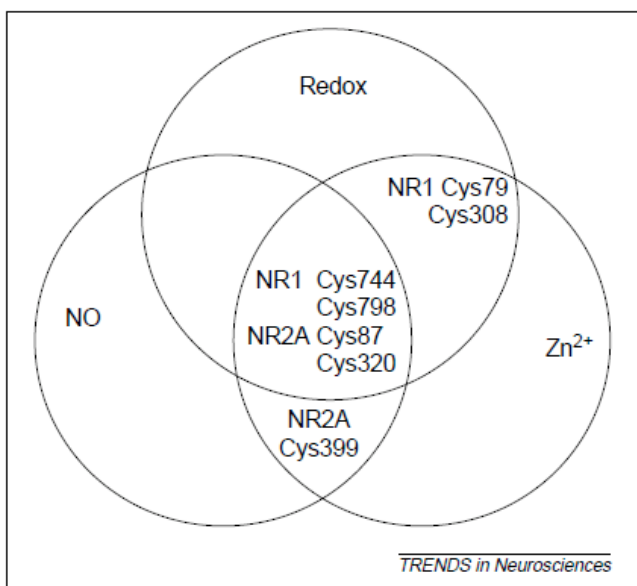 Redox
NR1 Cys79
Cys308
NR1 Cys744
Cys798
NO
NR2A Cys87
Zn²⁺
Cys320
NR2A
Cys399
TRENDS in Neurosciences